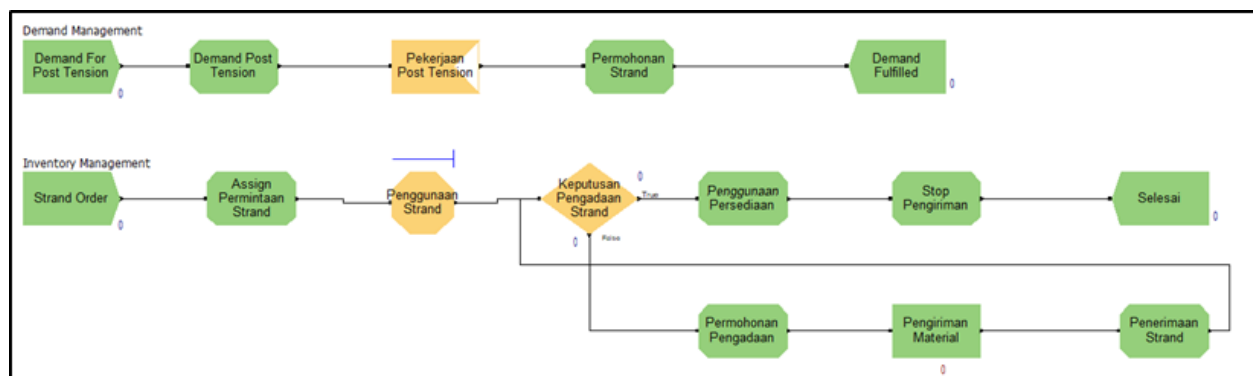 Demand Management
Demand For
Post Tension
0
Demand Post
Tension
Pekerjaan
Post Tension
Permohonan
Strand
Demand
Fulfilled
0
Inventory Management
Strand Order
0
Assign
Permintaan
Strand
Penggunaan
Strand
Keputusan
Pengadaan
Strand
0
True
0
False
Penggunaan
Persediaan
Stop
Pengiriman
Selesai
0
Permohonan
Pengadaan
Pengiriman
Material
0
Penerimaan
Strand